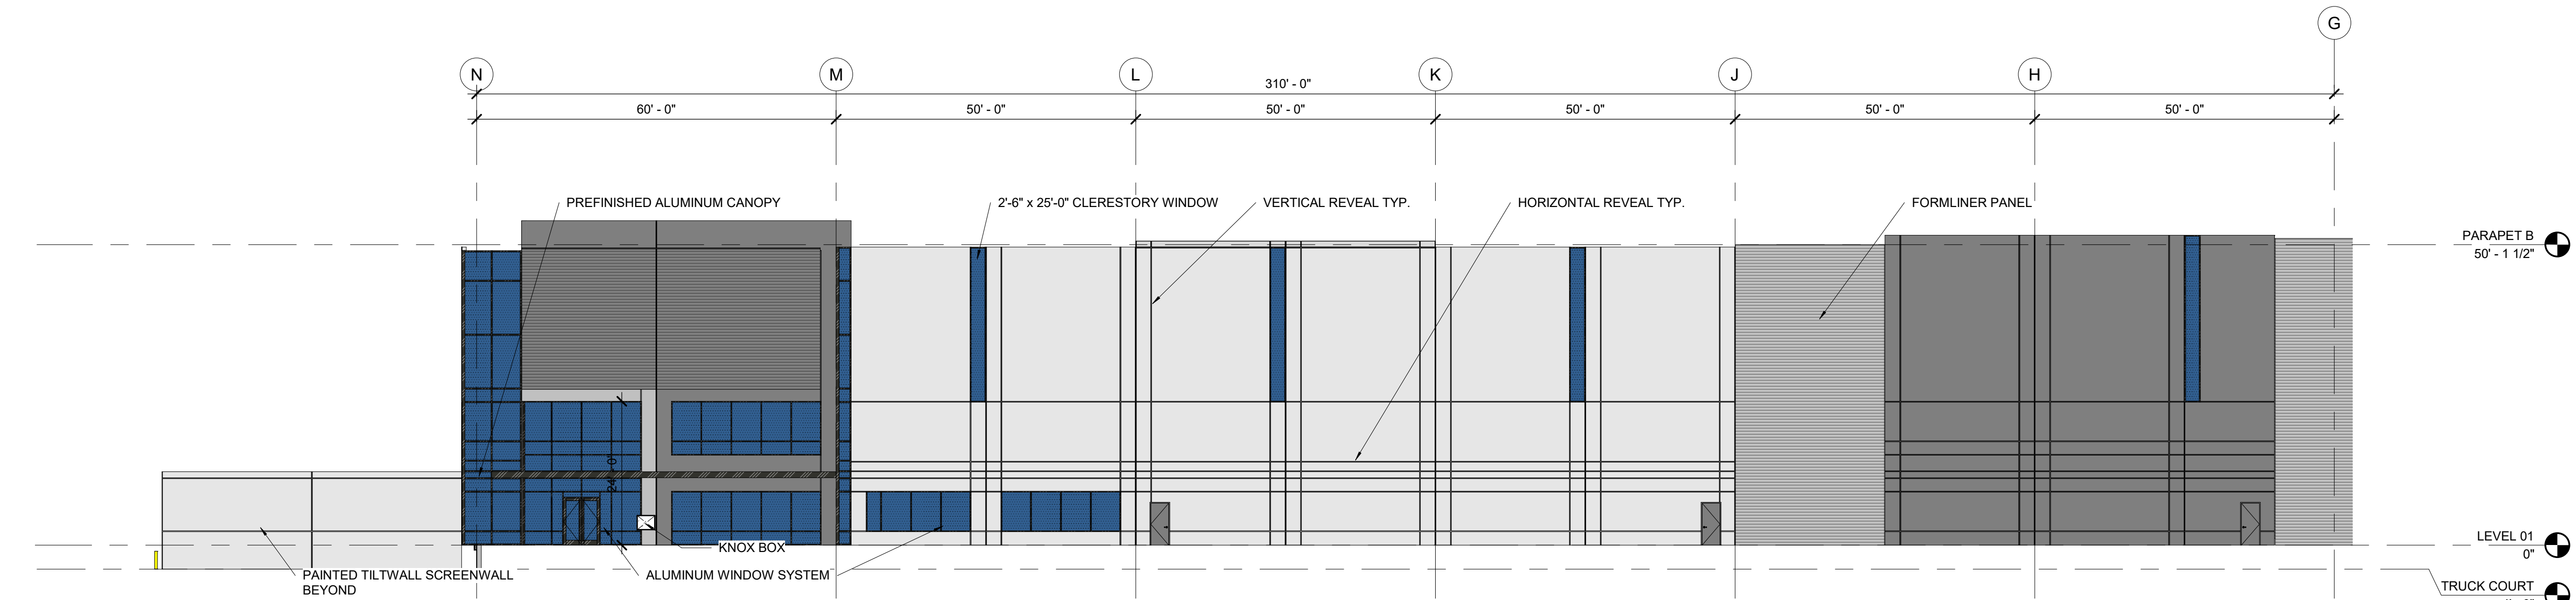 G
N
M
L
K
J
H
310' - 0"
60' - 0"
50' - 0"
50' - 0"
50' - 0"
50' - 0"
50' - 0"
PREFINISHED ALUMINUM CANOPY
2'-6" x 25'-0" CLERESTORY WINDOW
VERTICAL REVEAL TYP.
HORIZONTAL REVEAL TYP.
FORMLINER PANEL
PARAPET B
50' - 1 1/2"
24' - 0"
KNOX BOX
LEVEL 01
0"
PAINTED TILTWALL SCREENWALL
BEYOND
ALUMINUM WINDOW SYSTEM
TRUCK COURT